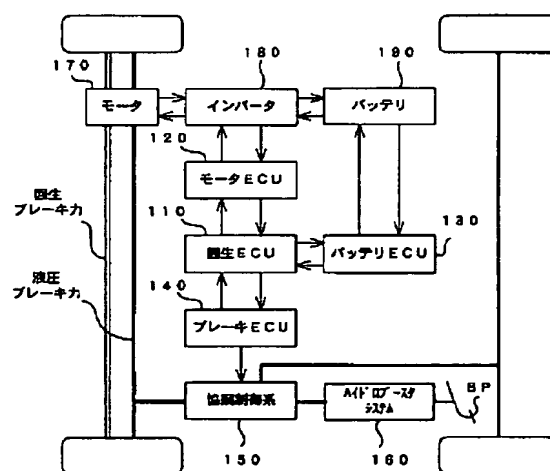 170
180
190
モータ
インバータ
バッテリ
120
モータECU
回生
ブレーキ力
110
130
回生ECU
バッテリECU
液圧
ブレーキ力
140
ブレーキECU
協調制御系
ハイドロブースタ
システム
BP
150
160